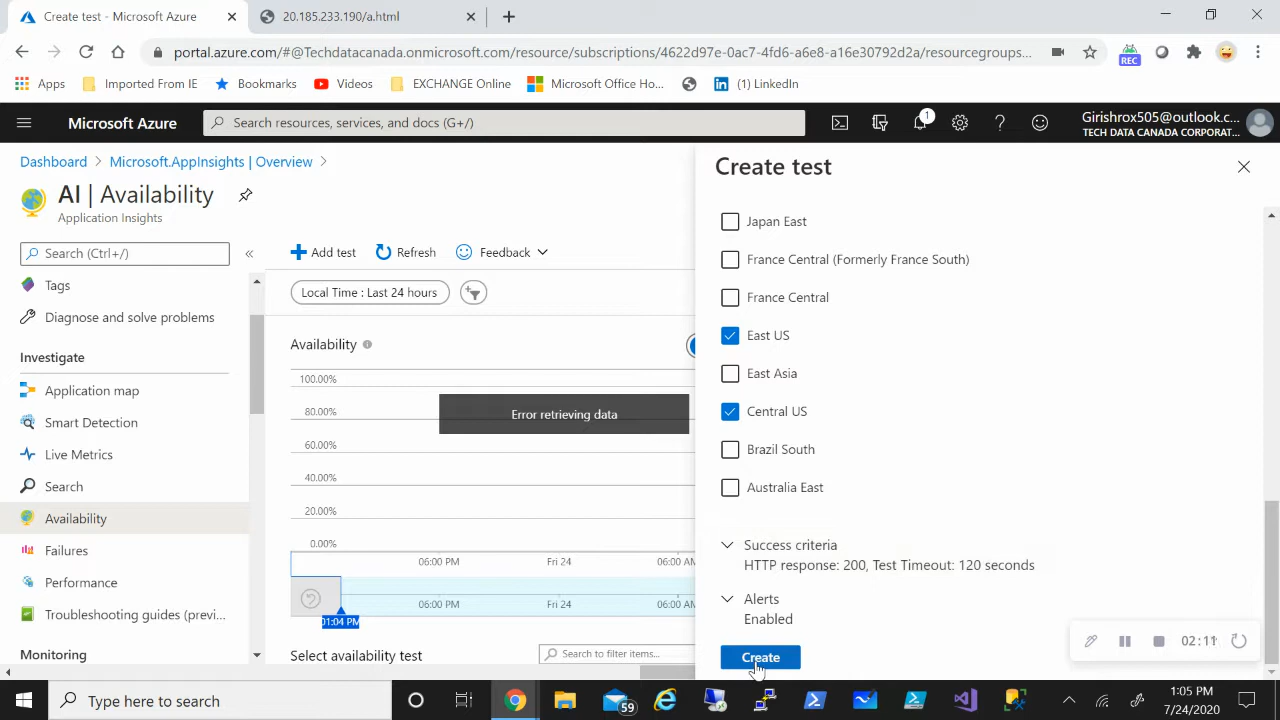 Create test - Microsoft Azure
20.185.233.190/a.html
portal.azure.com/#@Techdatacanada.onmicrosoft.com/resource/subscriptions/4622d97e-0ac7-4fd6-a6e8-a16e30792d2a/resourcegroups...
REC
Apps
Imported From IE
Bookmarks
Videos
EXCHANGE Online
Microsoft Office Ho...
(1) LinkedIn
Microsoft Azure
Search resources, services, and docs (G+/)
1
Girishrox505@outlook.c...
TECH DATA CANADA CORPORAT...
Dashboard > Microsoft.AppInsights | Overview >
AI | Availability
Application Insights
Search (Ctrl+/)
Tags
Diagnose and solve problems
Investigate
Application map
Smart Detection
Live Metrics
Search
Availability
Failures
Performance
Troubleshooting guides (previ...
Monitoring
Add test
Refresh
Feedback
Local Time : Last 24 hours
Availability
100.00%
80.00%
60.00%
40.00%
20.00%
0.00%
Error retrieving data
06:00 PM
Fri 24
06:00 AM
06:00 PM
Fri 24
06:00 AM
01:04 PM
Select availability test
Search to filter items...
Create test
Japan East
France Central (Formerly France South)
France Central
East US
East Asia
Central US
Brazil South
Australia East
Success criteria
HTTP response: 200, Test Timeout: 120 seconds
Alerts
Enabled
Create
02:11
Type here to search
59
1:05 PM
7/24/2020